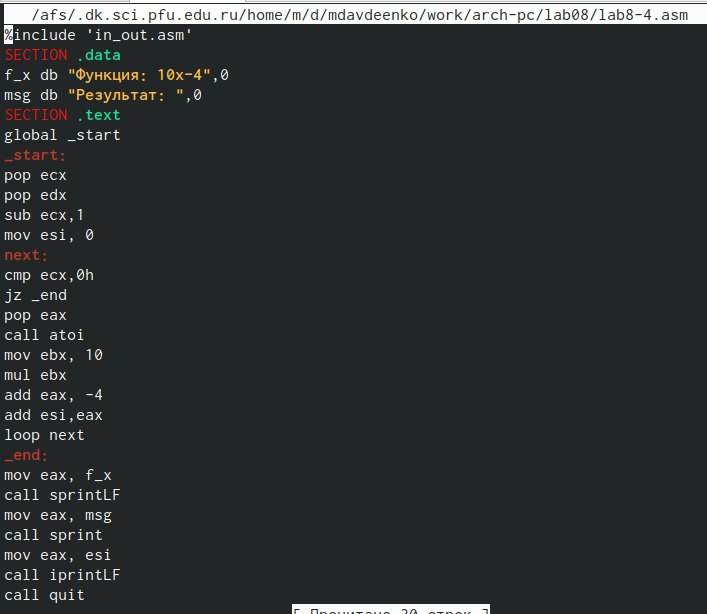 /afs/.dk.sci.pfu.edu.ru/home/m/d/mdavdeenko/work/arch-pc/lab08/lab8-4.asm
%include 'in_out.asm'
SECTION .data
f_x db "Функция: 10x-4",0
msg db "Результат: ",0
SECTION .text
global _start
_start:
pop ecx
pop edx
sub ecx,1
mov esi, 0
next:
cmp ecx,0h
jz _end
pop eax
call atoi
mov ebx, 10
mul ebx
add eax, -4
add esi,eax
loop next
_end:
mov eax, f_x
call sprintLF
mov eax, msg
call sprint
mov eax, esi
call iprintLF
call quit